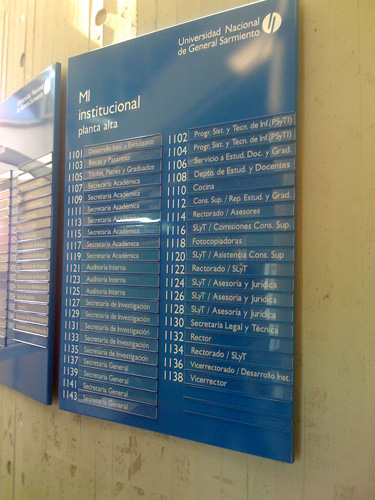 Universidad Nacional
de General Sarmiento
MI
institucional
planta alta
1101 Desarrollo Inst. y Estudiantes
1103 Becas y Pasantías
1105 Títulos, Planes y Graduados
1107 Secretaría Académica
1109 Secretaría Académica
1111 Secretaría Académica
1113 Secretaría Académica
1115 Secretaría Académica
1117 Secretaría Académica
1119 Secretaría Académica
1121 Auditoría Interna
1123 Auditoría Interna
1125 Auditoría Interna
1127 Secretaría de Investigación
1129 Secretaría de Investigación
1131 Secretaría de Investigación
1133 Secretaría de Investigación
1135 Secretaría de Investigación
1137 Secretaría General
1139 Secretaría General
1141 Secretaría General
1143 Secretaría General
1102 Progr. Sist. y Tecn. de Inf.(PSyTI)
1104 Progr. Sist. y Tecn. de Inf.(PSyTI)
1106 Servicio a Estud. Doc. y Grad.
1108 Depto. de Estud. y Docentes
1110 Cocina
1112 Cons. Sup. / Rep. Estud. y Grad.
1114 Rectorado / Asesores
1116 SLyT / Comisiones Cons. Sup.
1118 Fotocopiadoras
1120 SLyT / Asistencia Cons. Sup
1122 Rectorado / SLyT
1124 SLyT / Asesoría y Jurídica
1126 SLyT / Asesoría y Jurídica
1128 SLyT / Asesoría y Jurídica
1130 Secretaría Legal y Técnica
1132 Rector
1134 Rectorado / SLyT
1136 Vicerrectorado / Desarrollo Inst.
1138 Vicerrector